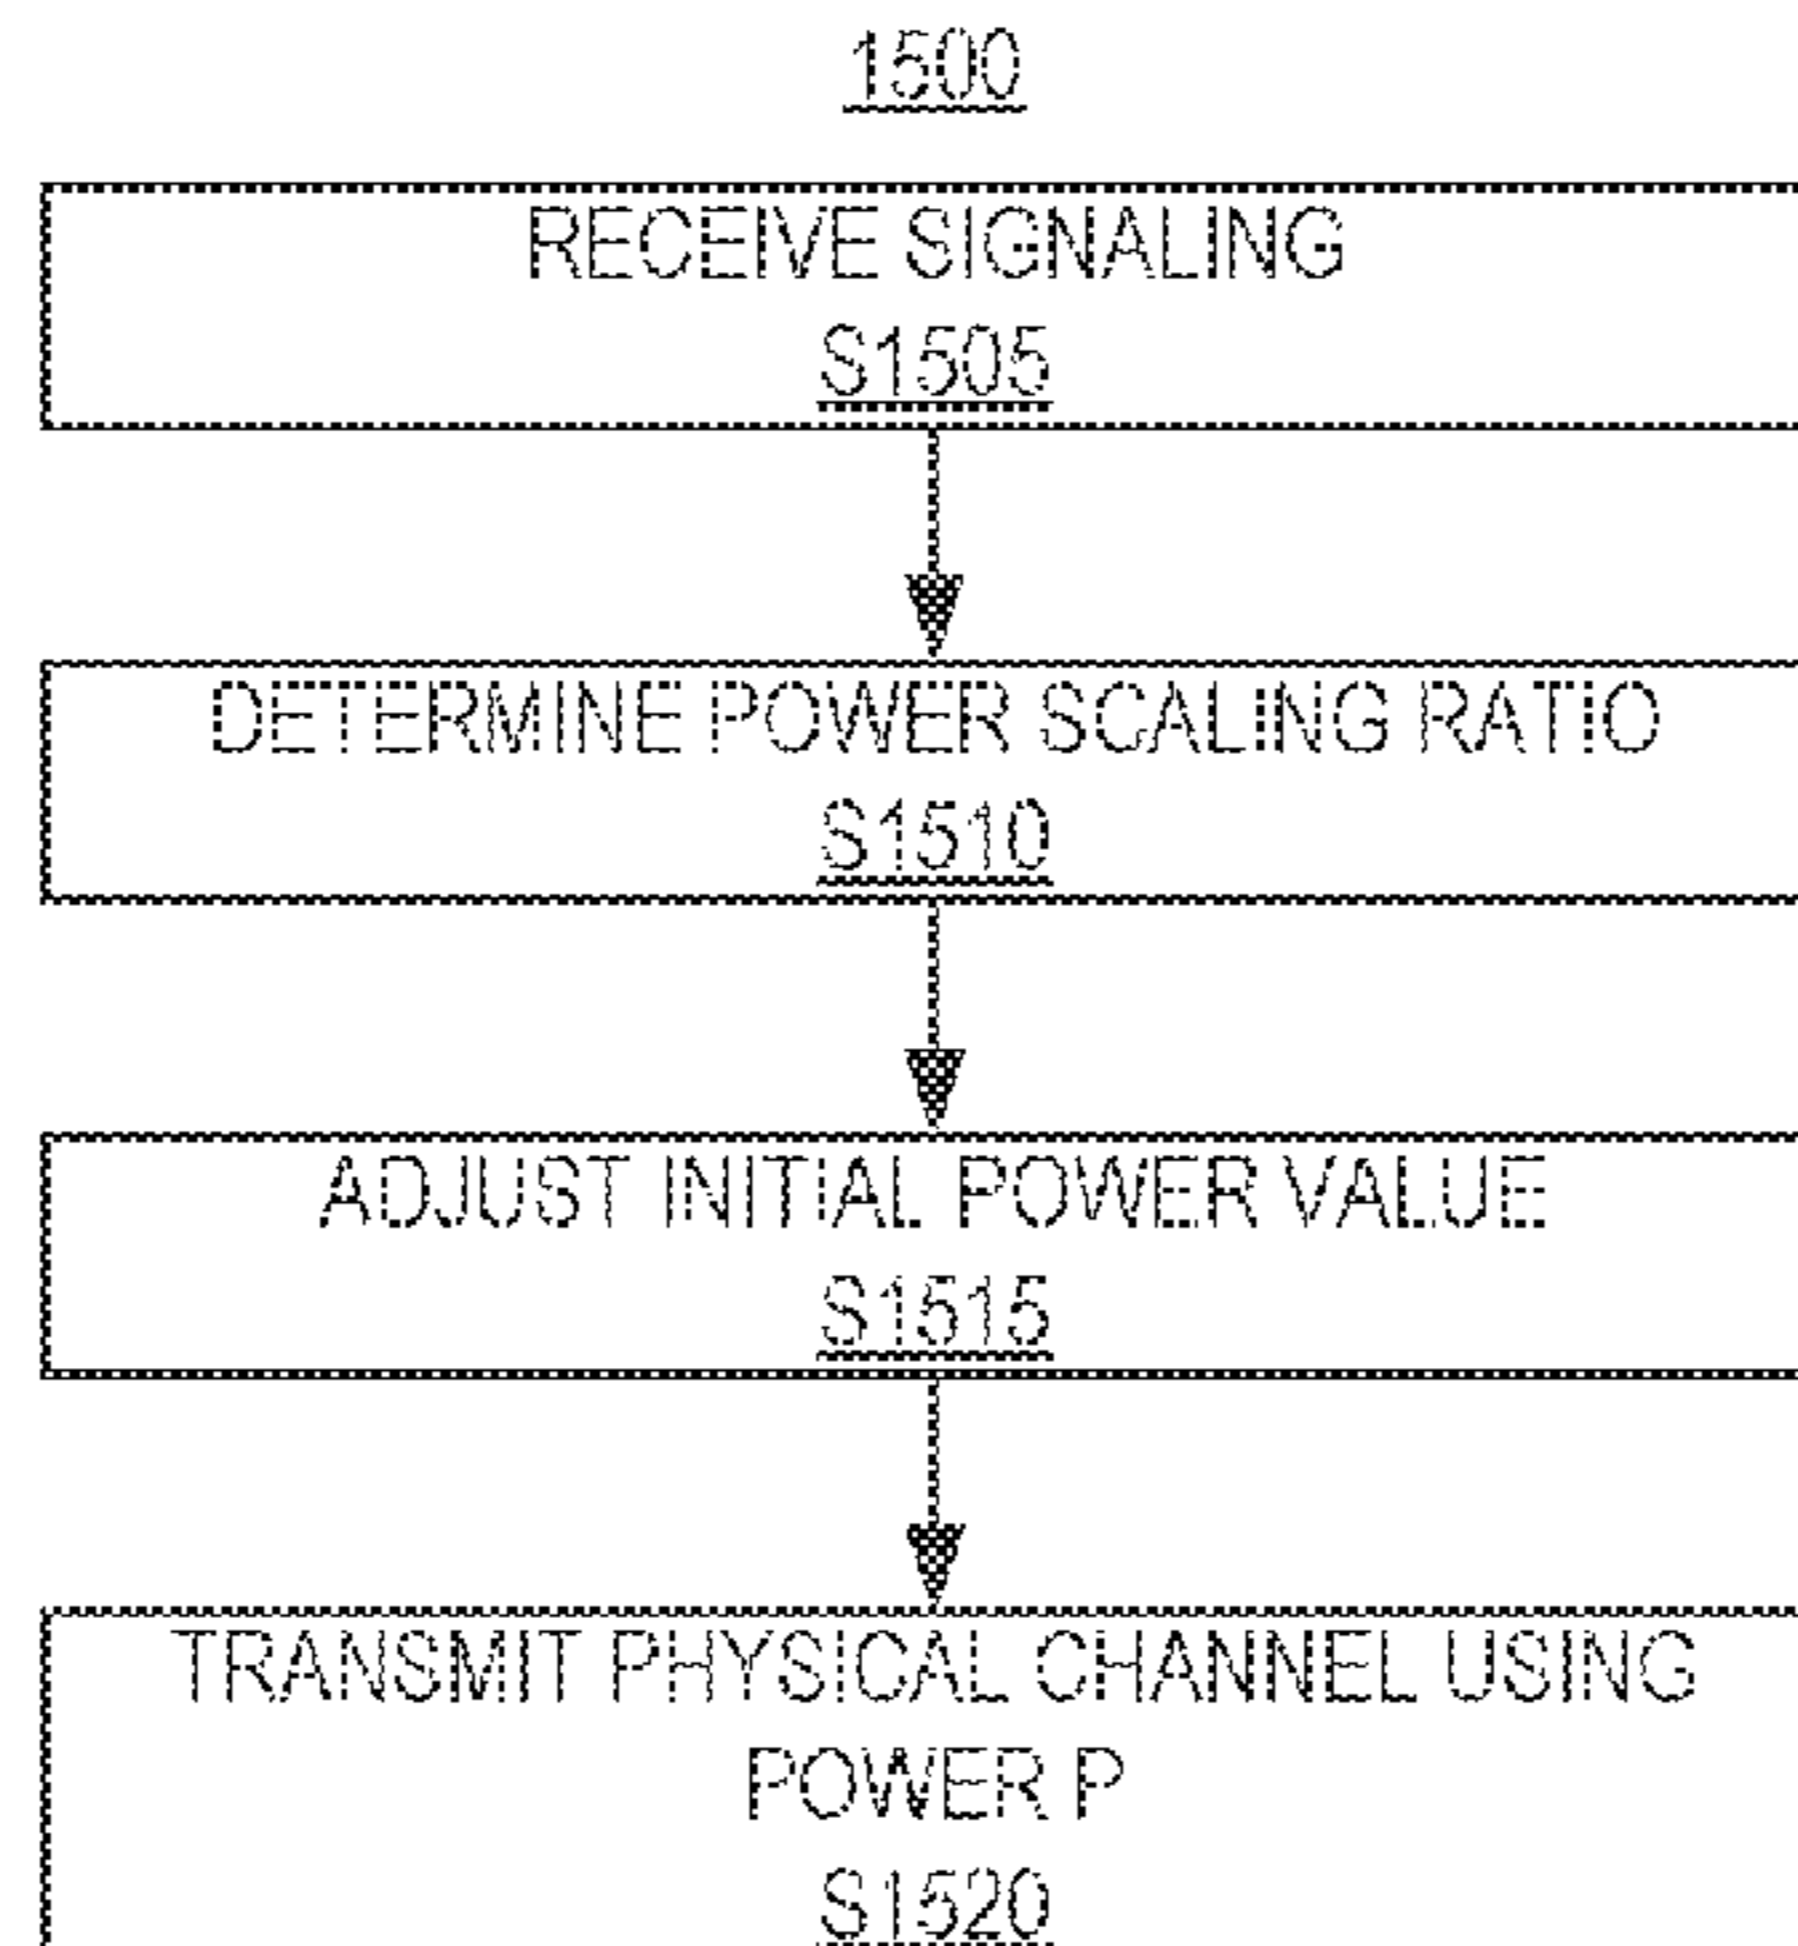 1500
RECEIVE SIGNALING
S1505
DETERMINE POWER SCALING RATIO
S1510
ADJUST INITIAL POWER VALUE
S1515
TRANSMIT PHYSICAL CHANNEL USING
POWER P
S1520